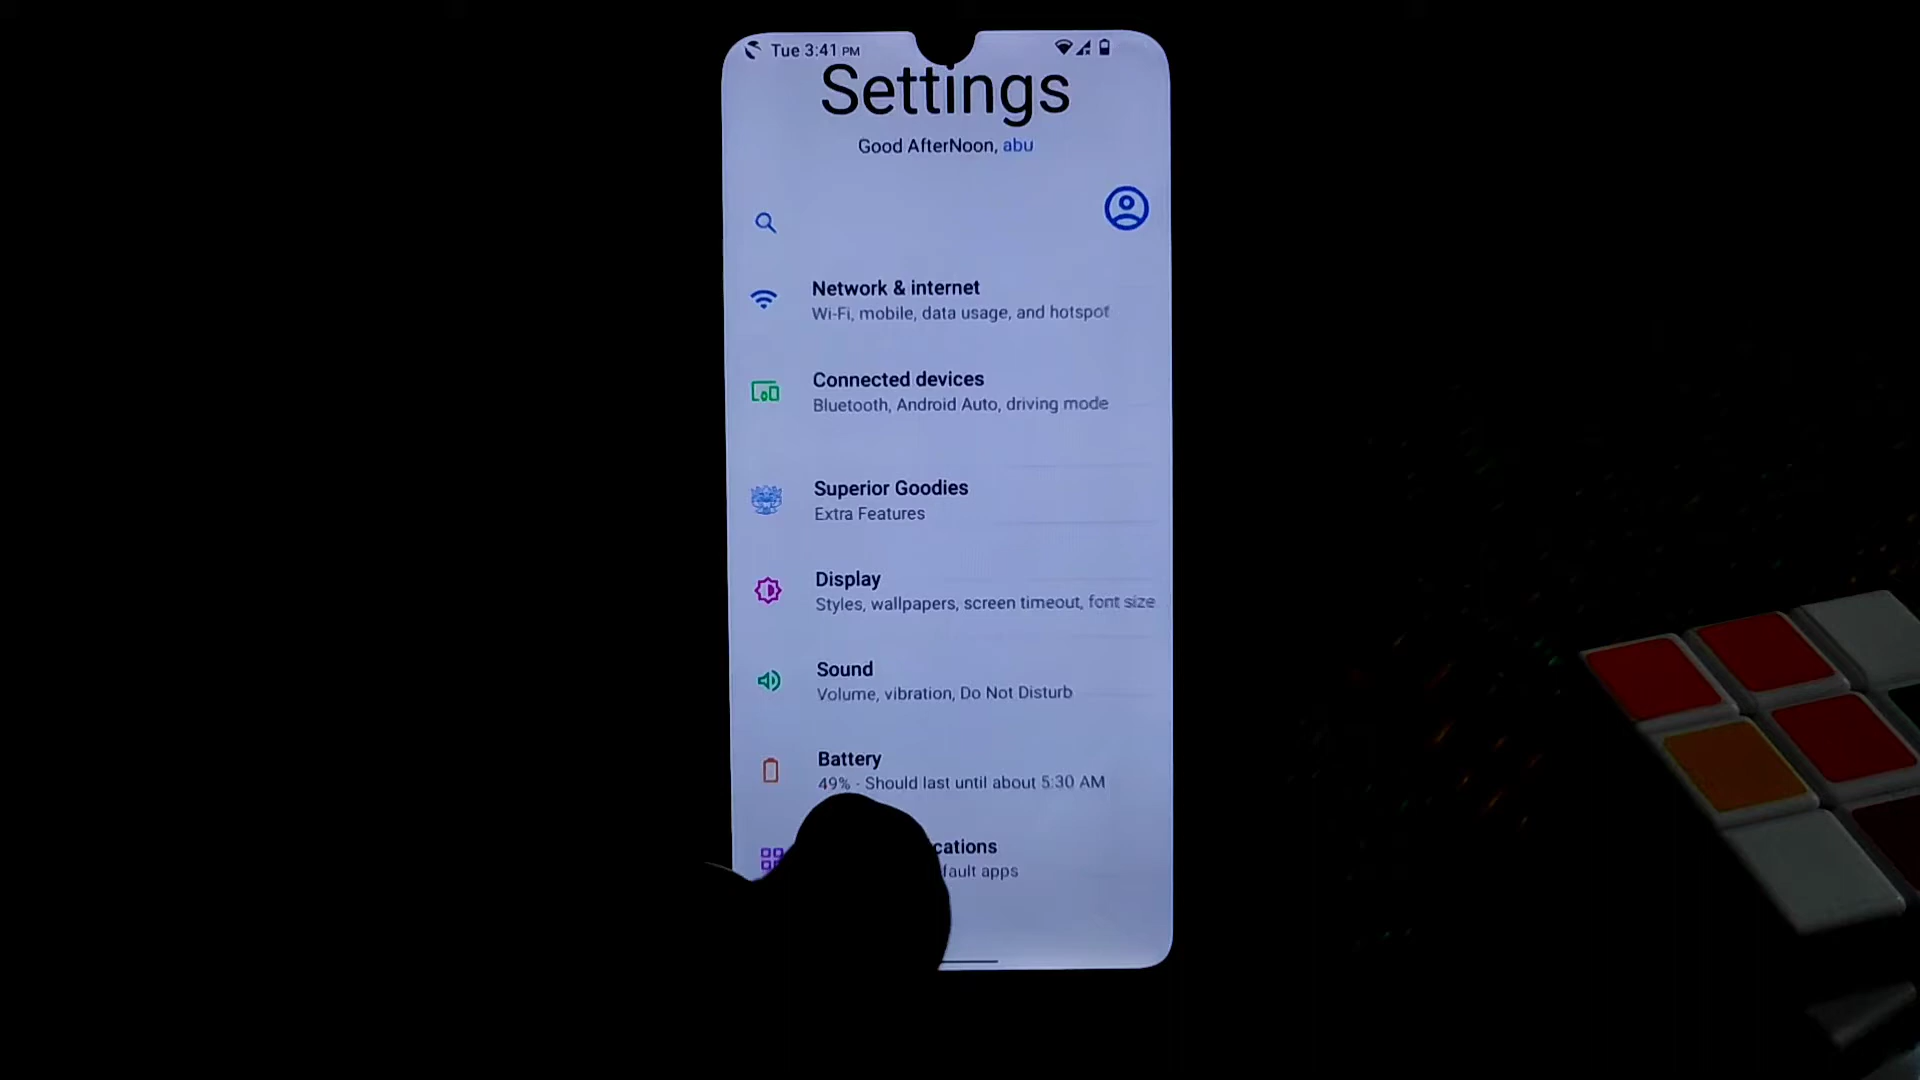 Tue 3:41 PM
Settings
Good AfterNoon, abu
Network & internet
Wi-Fi, mobile, data usage, and hotspot
Connected devices
Bluetooth, Android Auto, driving mode
Superior Goodies
Extra Features
Display
Styles, wallpapers, screen timeout, font size
Sound
Volume, vibration, Do Not Disturb
Battery
49% - Should last until about 5:30 AM
cations
fault apps